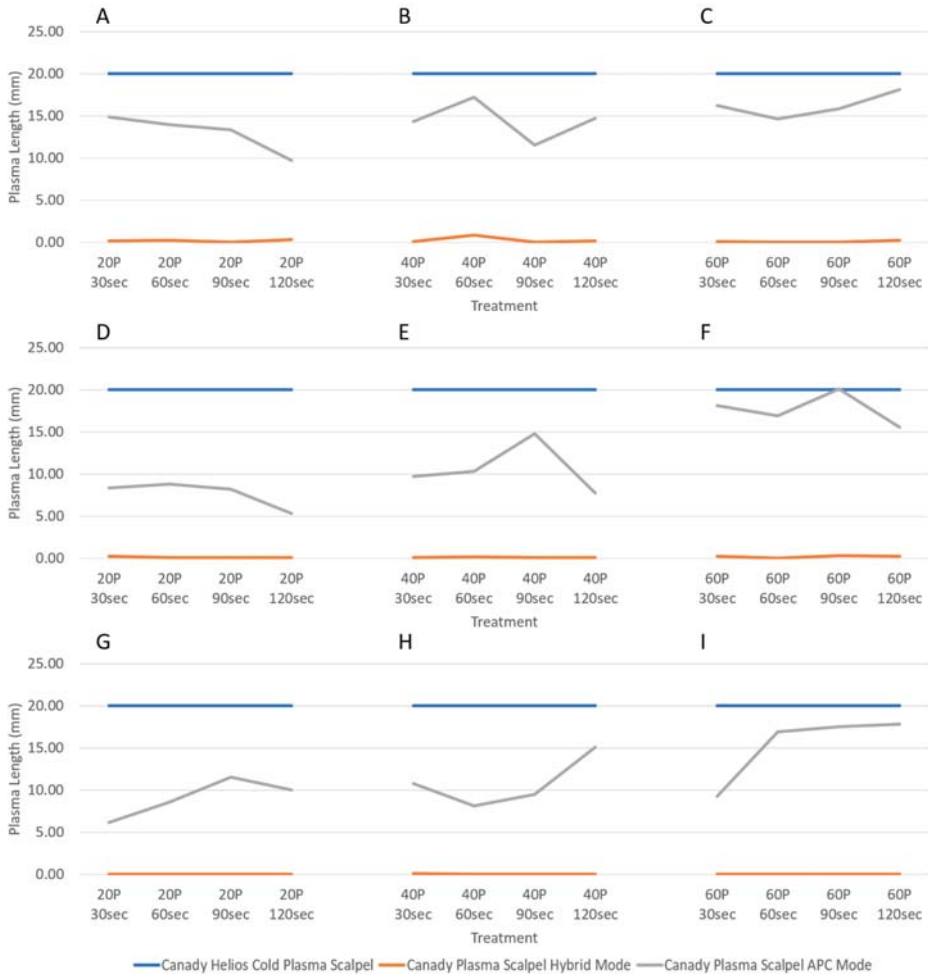 A B C
25.00
20.00
15.00
10.00
5.00
0.00
Plasma Length (mm)
20P 20P 20P 20P 40P 40P 40P 40P 60P 60P 60P 60P
30sec 60sec 90sec 120sec 30sec 60sec 90sec 120sec 30sec 60sec 90sec 120sec
Treatment
D E F
25.00
20.00
15.00
10.00
5.00
0.00
Plasma Length (mm)
20P 20P 20P 20P 40P 40P 40P 40P 60P 60P 60P 60P
30sec 60sec 90sec 120sec 30sec 60sec 90sec 120sec 30sec 60sec 90sec 120sec
Treatment
G H I
25.00
20.00
15.00
10.00
5.00
0.00
Plasma Length (mm)
20P 20P 20P 20P 40P 40P 40P 40P 60P 60P 60P 60P
30sec 60sec 90sec 120sec 30sec 60sec 90sec 120sec 30sec 60sec 90sec 120sec
Treatment
Canady Helios Cold Plasma Scalpel Canady Plasma Scalpel Hybrid Mode Canady Plasma Scalpel APC Mode